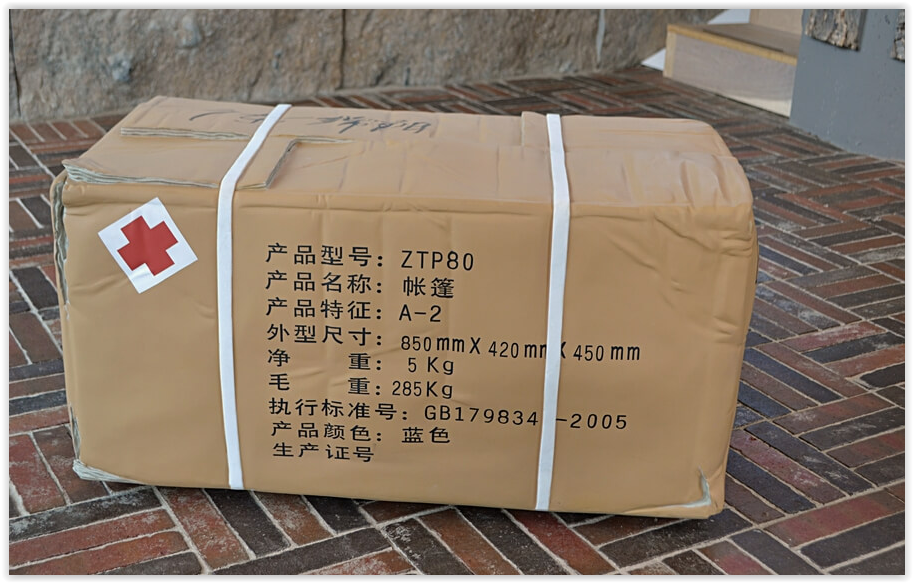 产品型号：ZTP80
产品名称：帐篷
产品特征：A-2
外型尺寸：850mmX420mm X450mm
净　　重：5Kg
毛　　重：285Kg
执行标准号：GB179834 -2005
产品颜色：蓝色
生产证号